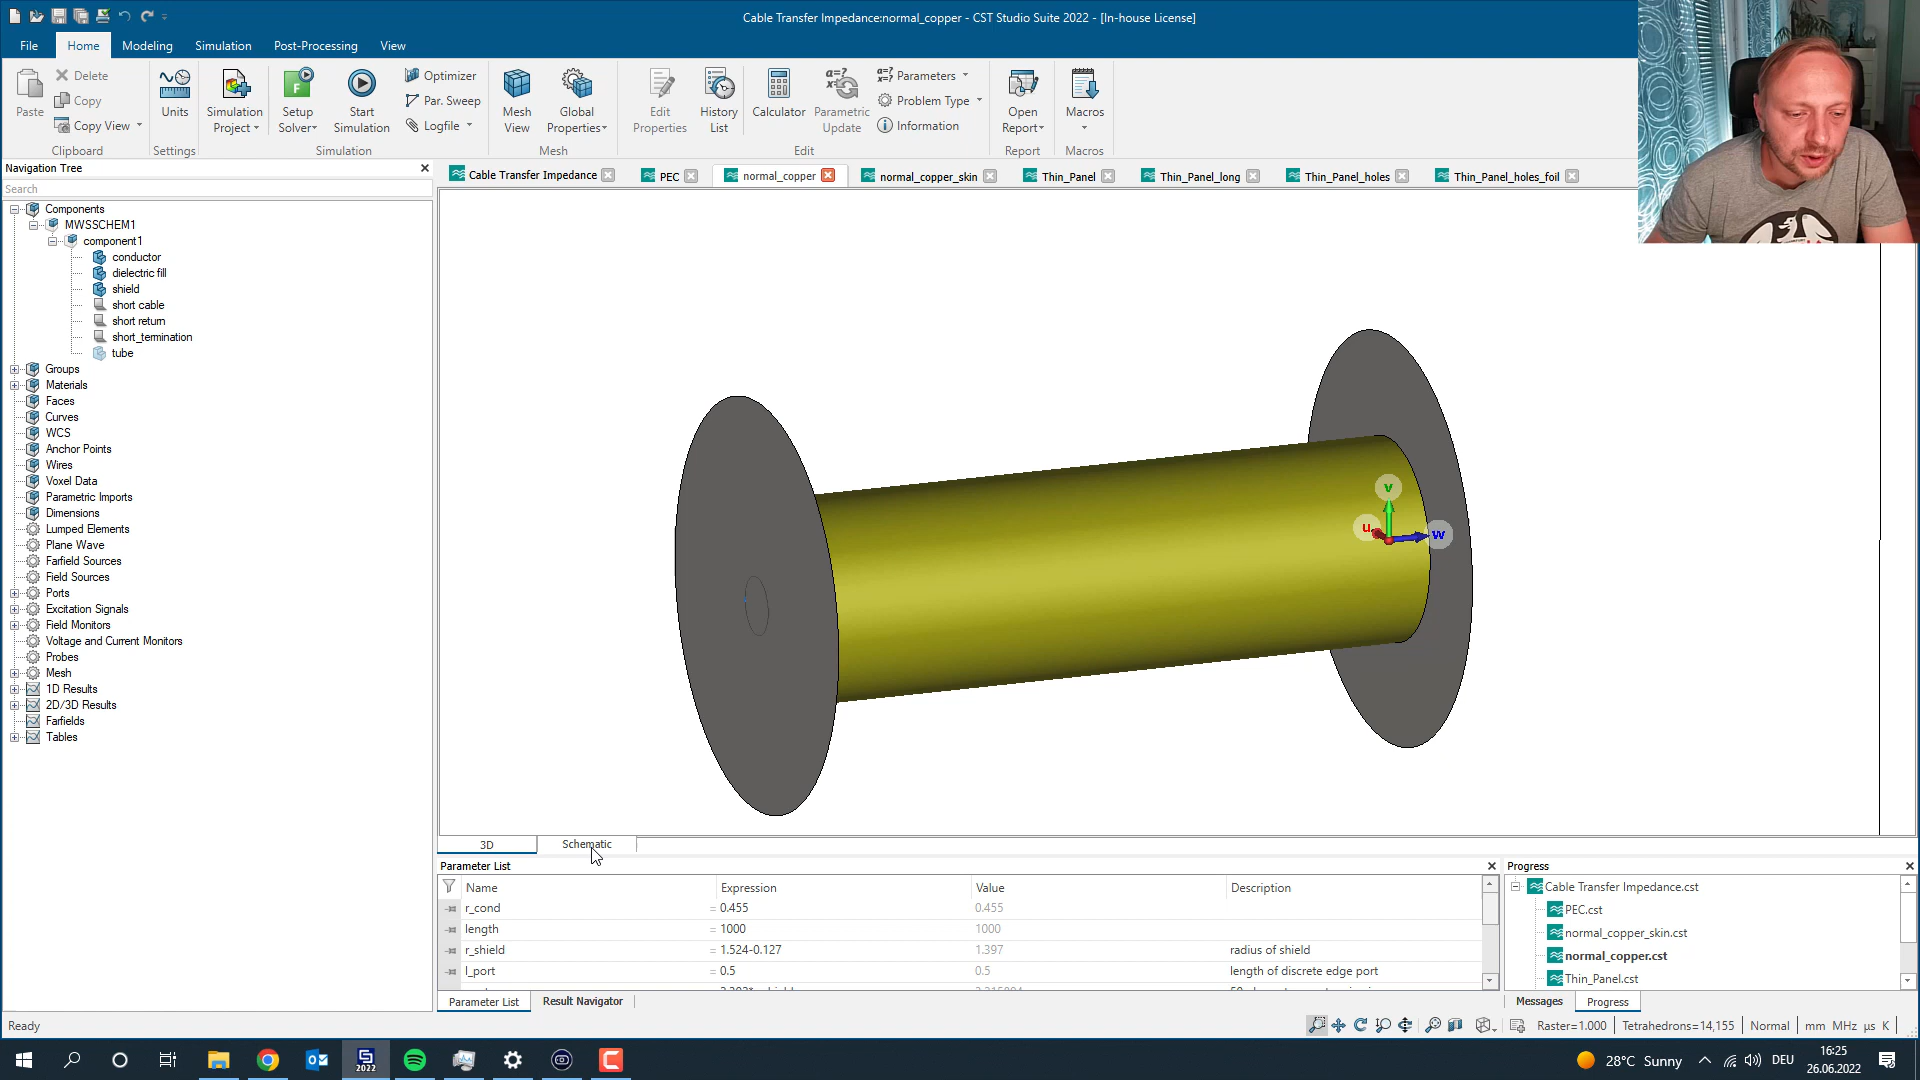 Cable Transfer Impedance:normal_copper - CST Studio Suite 2022 - [In-house License]
File Home Modeling Simulation Post-Processing View
Paste
Delete
Copy
Copy View
Clipboard
Units
Settings
Simulation Project
Setup Solver
Start Simulation
Optimizer
Par. Sweep
Logfile
Simulation
Mesh View
Global Properties
Mesh
Edit Properties
History List
Calculator
Parametric Update
Parameters
Problem Type
Information
Edit
Open Report
Report
Macros
Macros
Navigation Tree
Search
Components
MWSSCHEM1
component1
conductor
dielectric fill
shield
short cable
short return
short_termination
tube
Groups
Materials
Faces
Curves
WCS
Anchor Points
Wires
Voxel Data
Parametric Imports
Dimensions
Lumped Elements
Plane Wave
Farfield Sources
Field Sources
Ports
Excitation Signals
Field Monitors
Voltage and Current Monitors
Probes
Mesh
1D Results
2D/3D Results
Farfields
Tables
Cable Transfer Impedance PEC normal_copper normal_copper_skin Thin_Panel Thin_Panel_long Thin_Panel_holes Thin_Panel_holes_foil
v
u
w
3D Schematic
Parameter List
Name Expression Value Description
r_cond = 0.455 0.455
length = 1000 1000
r_shield = 1.524-0.127 1.397 radius of shield
l_port = 0.5 0.5 length of discrete edge port
Parameter List Result Navigator
Progress
Cable Transfer Impedance.cst
PEC.cst
normal_copper_skin.cst
normal_copper.cst
Thin_Panel.cst
Messages Progress
Ready
Raster=1.000 Tetrahedrons=14,155 Normal mm MHz µs K
2022
28°C Sunny
DEU
16:25
26.06.2022